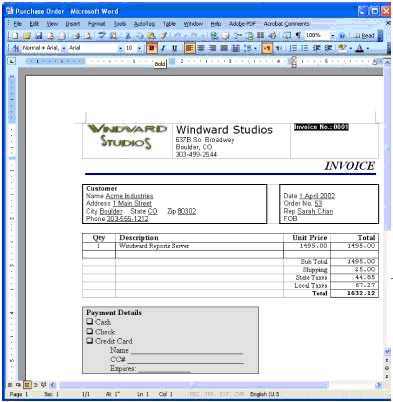 Purchase Order - Microsoft Word
File Edit View Insert Format Tools AutoTag Table Window Help Adobe PDF Acrobat Comments
100% Read
Normal + Arial, Arial 10 B I U
Bold
WINDWARD STUDIOS
Windward Studios
637B So. Broadway
Boulder, CO
303-499-2544
Invoice No.: 0001
INVOICE
Customer
Name Acme Industries
Address 1 Main Street
City Boulder State CO Zip 80302
Phone 303-555-1212
Date 1 April 2002
Order No. 53
Rep Sarah Chan
FOB
Qty Description Unit Price Total
1 Windward Reports Server 1495.00 1495.00
Sub Total 1495.00
Shipping 25.00
State Taxes 44.85
Local Taxes 67.27
Total 1632.12
Payment Details
Cash
Check
Credit Card
Name
CC#
Expires:
Page 1 Sec 1 1/1 At 1" Ln 1 Col 1 REC TRK EXT OVR English (U.S